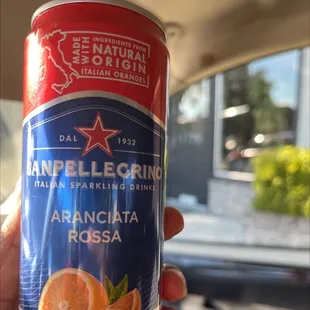 MADE WITH
INGREDIENTS FROM
NATURAL
ORIGIN
ITALIAN ORANGES
DAL 1932
SANPELLEGRINO
ITALIAN SPARKLING DRINKS
ARANCIATA
ROSSA